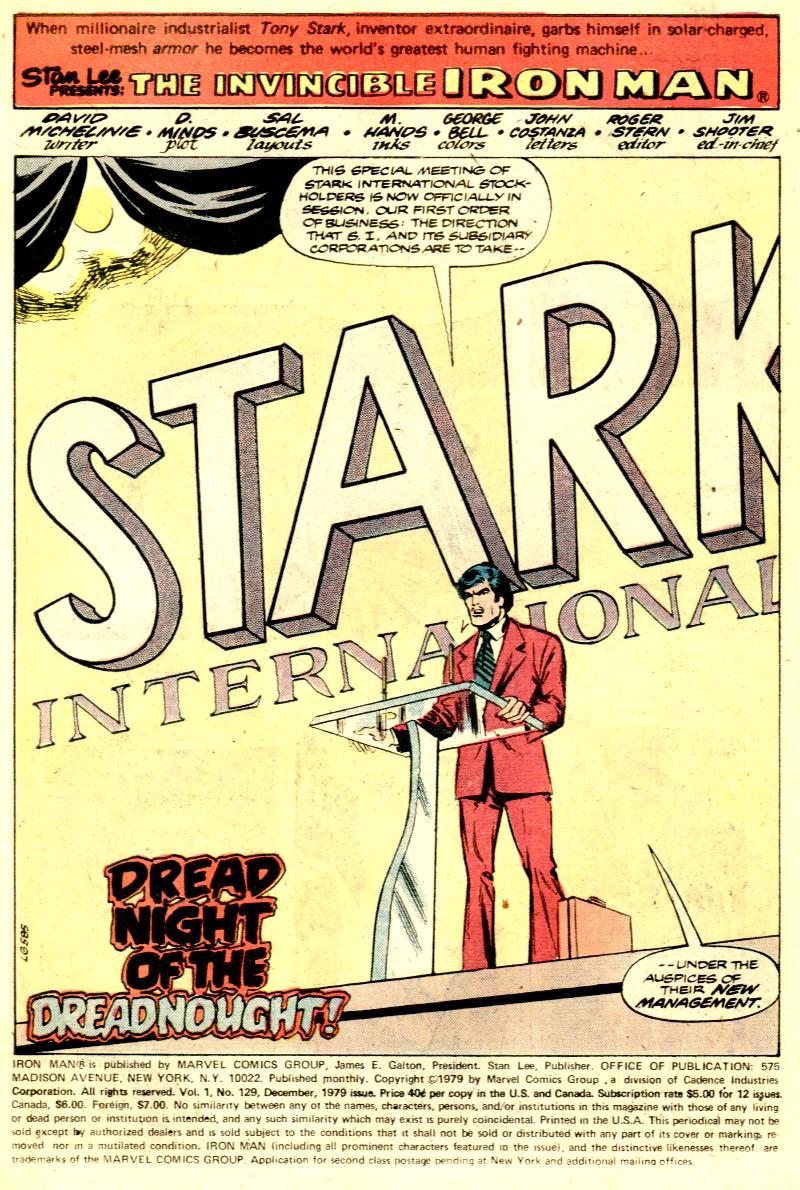 When millionaire industrialist Tony Stark, inventor extraordinaire, garbs himself in solar-charged,
steel-mesh armor he becomes the world's greatest human fighting machine...
Stan Lee PRESENTS: THE INVINCIBLE IRON MAN®
DAVID MICHELINIE writer • D. MINDS plot • SAL BUSCEMA layouts • M. HANDS inks • GEORGE BELL colors • JOHN COSTANZA letters • ROGER STERN editor • JIM SHOOTER ed.-in-chief
THIS SPECIAL MEETING OF
STARK INTERNATIONAL STOCK-
HOLDERS IS NOW OFFICIALLY IN
SESSION. OUR FIRST ORDER
OF BUSINESS: THE DIRECTION
THAT S. I. AND ITS SUBSIDIARY
CORPORATIONS ARE TO TAKE--
STARK
INTERNATIONAL
--UNDER THE
AUSPICES OF
THEIR NEW
MANAGEMENT.
DREAD
NIGHT
OF THE
DREADNOUGHT!
IRON MAN® is published by MARVEL COMICS GROUP, James E. Galton, President. Stan Lee, Publisher. OFFICE OF PUBLICATION: 575
MADISON AVENUE, NEW YORK, N.Y. 10022. Published monthly. Copyright ©1979 by Marvel Comics Group, a division of Cadence Industries
Corporation. All rights reserved. Vol. 1, No. 129, December, 1979 issue. Price 40¢ per copy in the U.S. and Canada. Subscription rate $5.00 for 12 issues.
Canada, $6.00. Foreign, $7.00. No similarity between any of the names, characters, persons, and/or institutions in this magazine with those of any living
or dead person or institution is intended, and any such similarity which may exist is purely coincidental. Printed in the U.S.A. This periodical may not be
sold except by authorized dealers and is sold subject to the conditions that it shall not be sold or distributed with any part of its cover or markings re-
moved nor in a mutilated condition. IRON MAN (including all prominent characters featured in the issue), and the distinctive likenesses thereof are
trademarks of the MARVEL COMICS GROUP. Application for second class postage pending at New York and additional mailing offices.